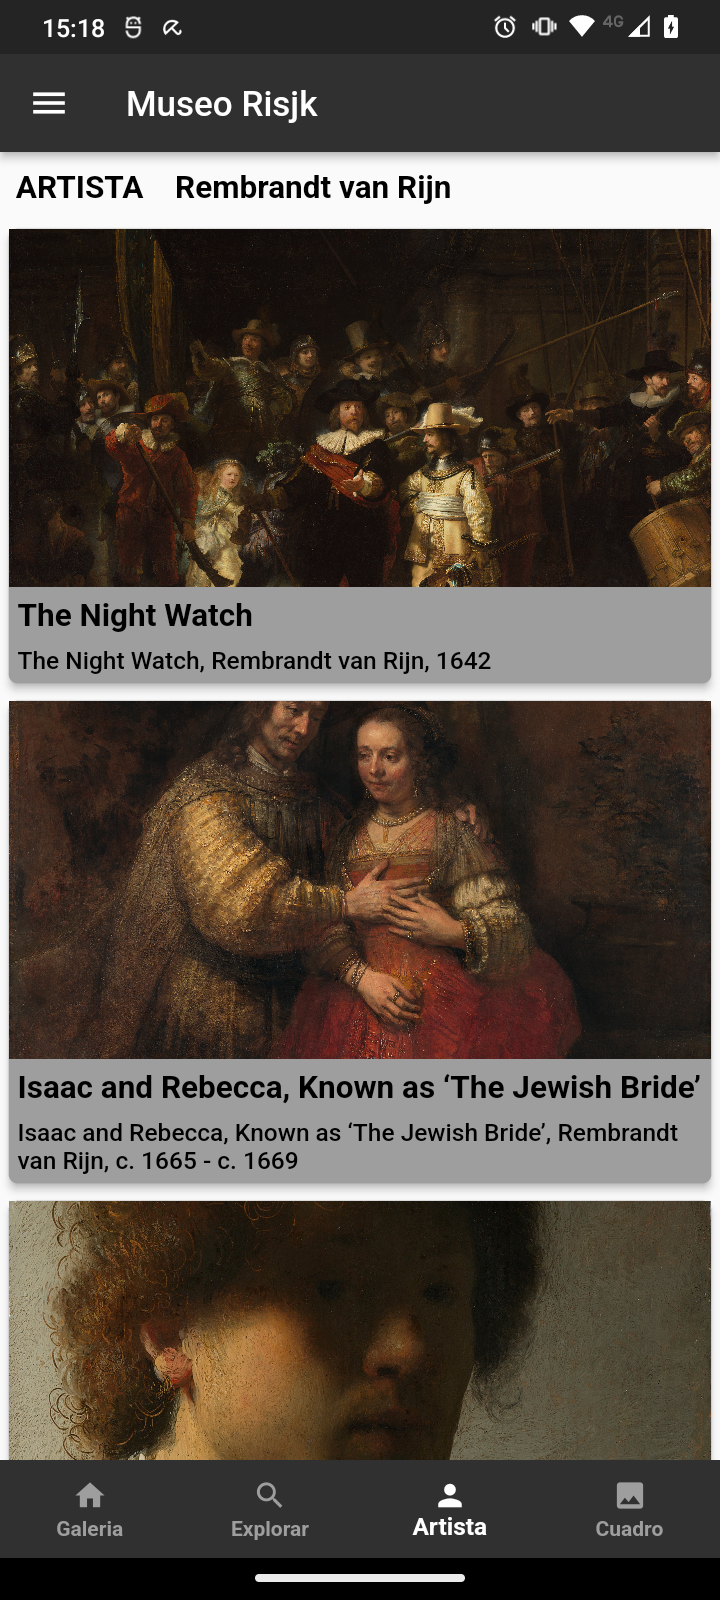 15:18
4G
Museo Risjk
ARTISTA Rembrandt van Rijn
The Night Watch
The Night Watch, Rembrandt van Rijn, 1642
Isaac and Rebecca, Known as ‘The Jewish Bride’
Isaac and Rebecca, Known as ‘The Jewish Bride’, Rembrandt
van Rijn, c. 1665 - c. 1669
Galeria Explorar Artista Cuadro